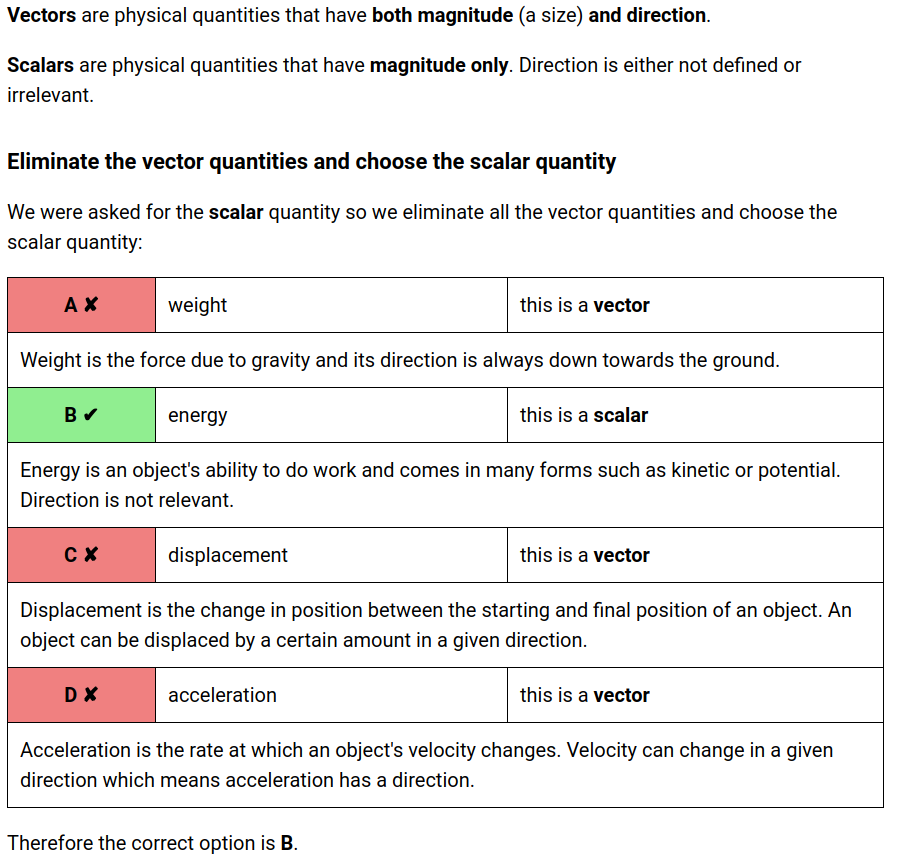 Vectors are physical quantities that have both magnitude (a size) and direction.
Scalars are physical quantities that have magnitude only. Direction is either not defined or
irrelevant.
Eliminate the vector quantities and choose the scalar quantity
We were asked for the scalar quantity so we eliminate all the vector quantities and choose the
scalar quantity:
A ✘ weight this is a vector
Weight is the force due to gravity and its direction is always down towards the ground.
B ✔ energy this is a scalar
Energy is an object's ability to do work and comes in many forms such as kinetic or potential.
Direction is not relevant.
C ✘ displacement this is a vector
Displacement is the change in position between the starting and final position of an object. An
object can be displaced by a certain amount in a given direction.
D ✘ acceleration this is a vector
Acceleration is the rate at which an object's velocity changes. Velocity can change in a given
direction which means acceleration has a direction.
Therefore the correct option is B.